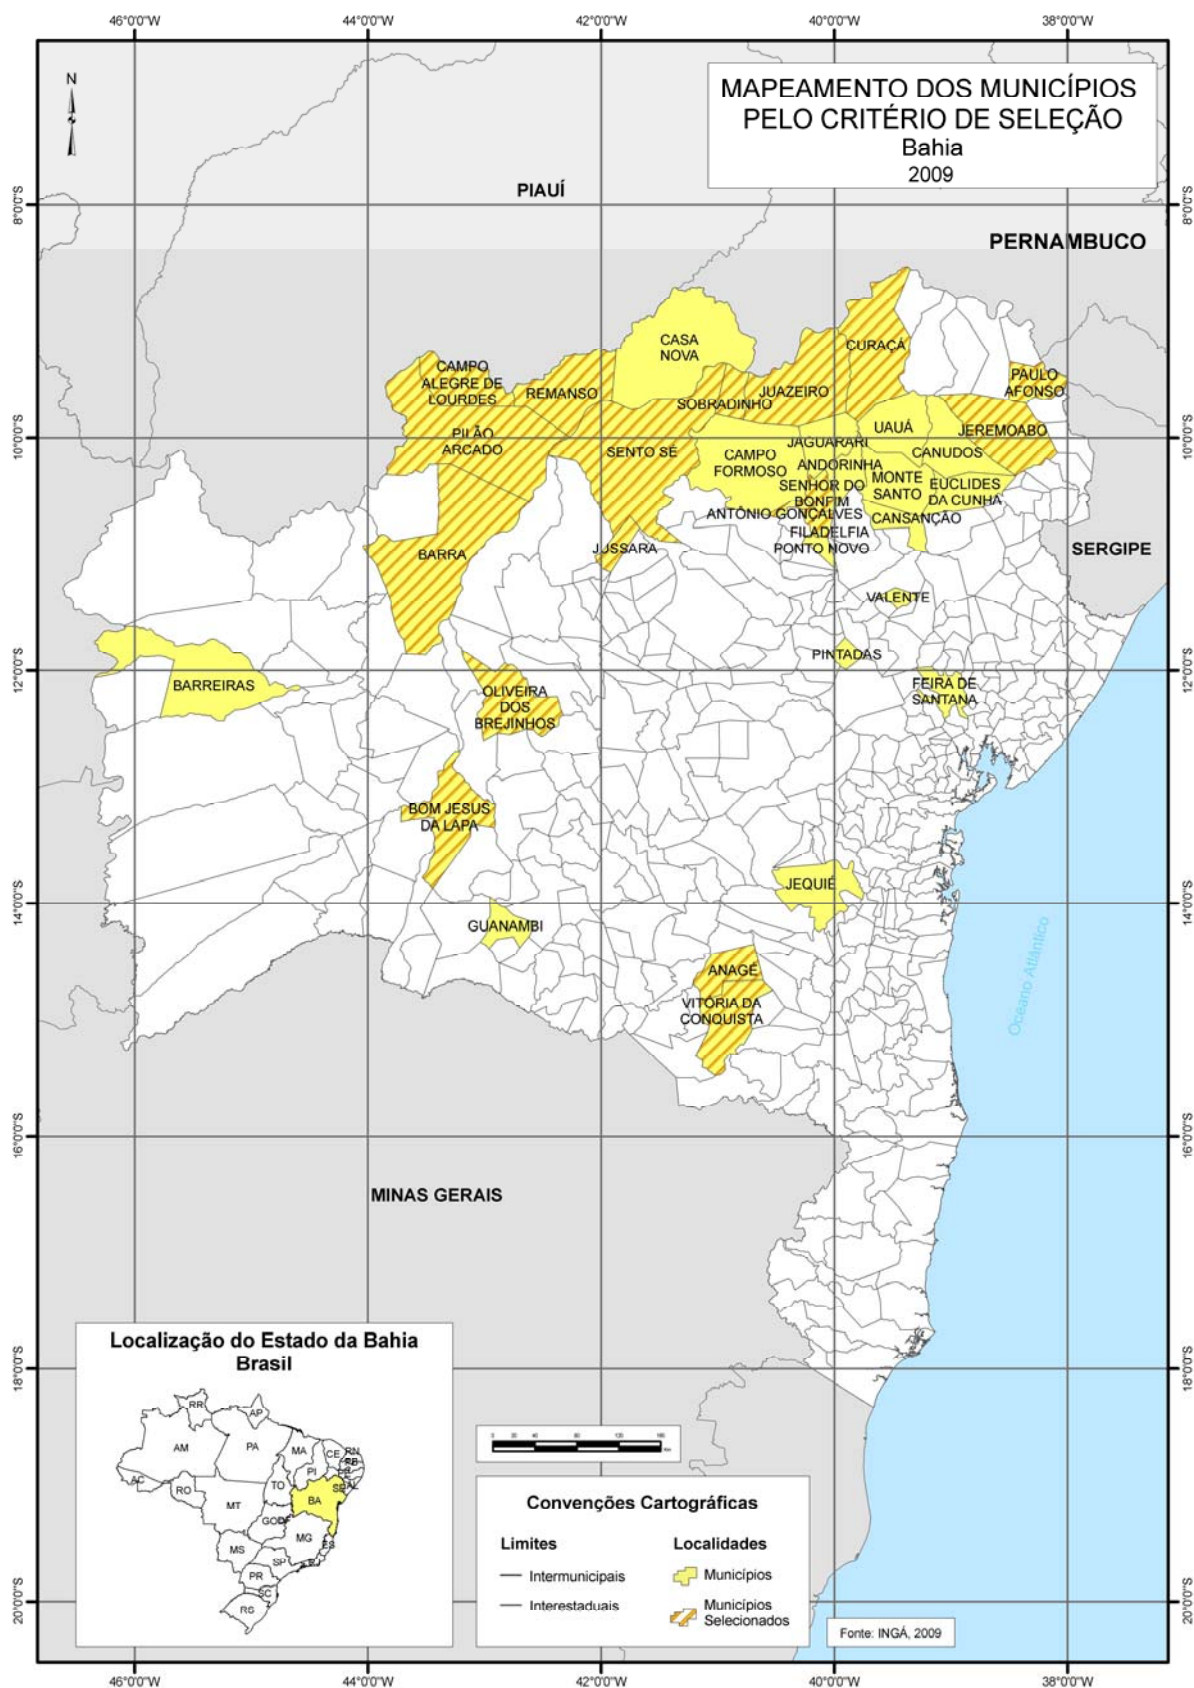 46°0'0"W 44°0'0"W 42°0'0"W 40°0'0"W 38°0'0"W
N
MAPEAMENTO DOS MUNICÍPIOS
PELO CRITÉRIO DE SELEÇÃO
Bahia
2009
PIAUÍ
8°0'0"S 8°0'0"S
PERNAMBUCO
CASA
NOVA
CURAÇÁ
CAMPO
ALEGRE DE
LOURDES
REMANSO
SOBRADINHO
JUAZEIRO
PAULO
AFONSO
PILÃO
ARCADO
UAUÁ
JEREMOABO
10°0'0"S 10°0'0"S
SENTO SÉ
CAMPO
FORMOSO
JAGUARARI
CANUDOS
ANDORINHA
SENHOR DO
BONFIM
MONTE
SANTO
EUCLIDES
DA CUNHA
ANTÔNIO GONÇALVES
CANSANÇÃO
FILADELFIA
PONTO NOVO
JUSSARA
BARRA
SERGIPE
VALENTE
PINTADAS
12°0'0"S 12°0'0"S
BARREIRAS
OLIVEIRA
DOS
BREJINHOS
FEIRA DE
SANTANA
BOM JESUS
DA LAPA
JEQUIÉ
14°0'0"S 14°0'0"S
GUANAMBI
ANAGÉ
VITÓRIA DA
CONQUISTA
Oceano Atlântico
16°0'0"S 16°0'0"S
MINAS GERAIS
Localização do Estado da Bahia
Brasil
18°0'0"S 18°0'0"S
RR
AP
AM
PA
MA
CE
RN
PB
PI
AC
RO
TO
SE
AL
BA
MT
GO
DF
MG
ES
MS
SP
RJ
PR
SC
RS
0 20 40 80 120 160
Km
Convenções Cartográficas
Limites
Intermunicipais
Interestaduais
Localidades
Municípios
Municípios
Selecionados
Fonte: INGÁ, 2009
20°0'0"S 20°0'0"S
46°0'0"W 44°0'0"W 42°0'0"W 40°0'0"W 38°0'0"W